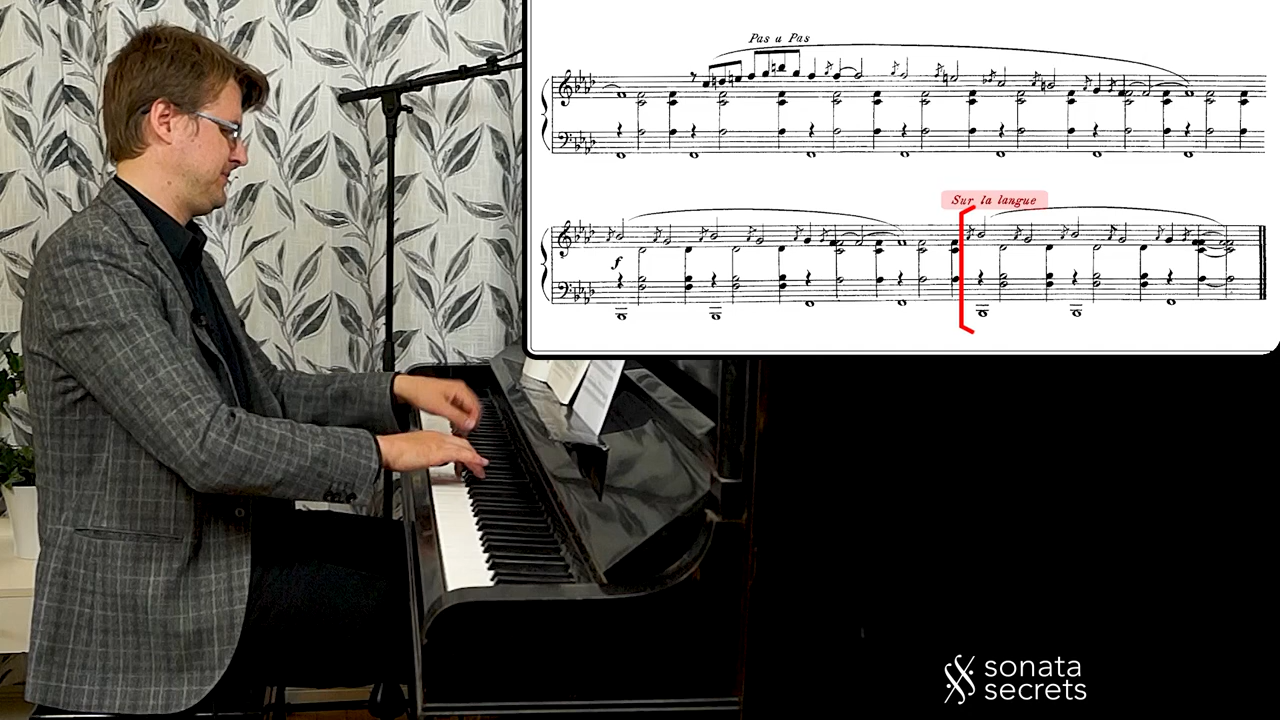 Pas a Pas
f
Sur la langue
sonata
secrets